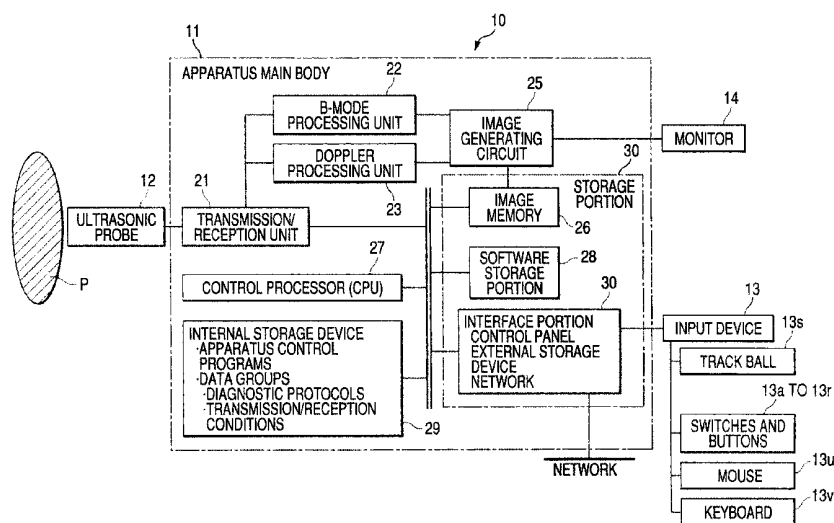 10
11
APPARATUS MAIN BODY
22
B-MODE
PROCESSING UNIT
25
IMAGE
GENERATING
CIRCUIT
14
MONITOR
DOPPLER
PROCESSING UNIT
23
30
STORAGE
PORTION
12
ULTRASONIC
PROBE
21
TRANSMISSION/
RECEPTION UNIT
IMAGE
MEMORY
26
P
27
CONTROL PROCESSOR (CPU)
SOFTWARE
STORAGE
PORTION
28
30
INTERFACE PORTION
CONTROL PANEL
EXTERNAL STORAGE
DEVICE
NETWORK
INTERNAL STORAGE DEVICE
·APPARATUS CONTROL
PROGRAMS
·DATA GROUPS
·DIAGNOSTIC PROTOCOLS
·TRANSMISSION/RECEPTION
CONDITIONS
29
NETWORK
13
INPUT DEVICE
13s
TRACK BALL
13a TO 13r
SWITCHES AND
BUTTONS
13u
MOUSE
13v
KEYBOARD